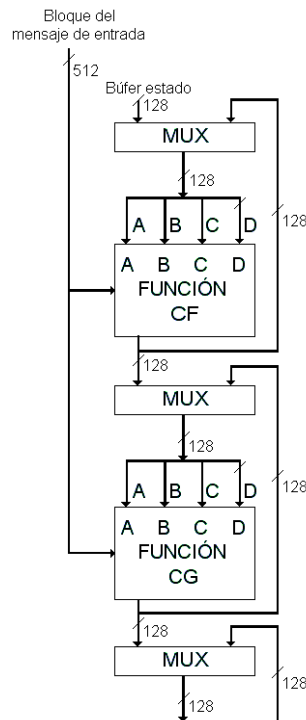 Bloque del
mensaje de entrada
512
Búfer estado
128
MUX
128
128
A B C D
A B C D
FUNCIÓN
CF
128
MUX
128
128
A B C D
A B C D
FUNCIÓN
CG
128
MUX
128
128